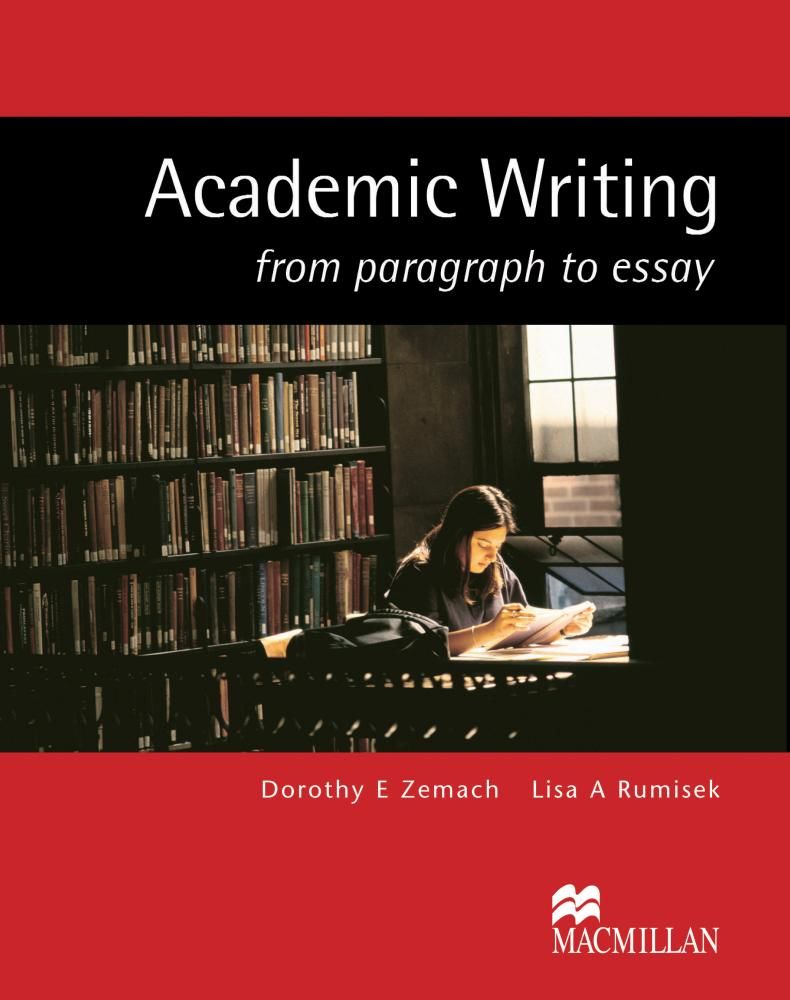 Academic Writing
from paragraph to essay
Dorothy E Zemach Lisa A Rumisek
MACMILLAN